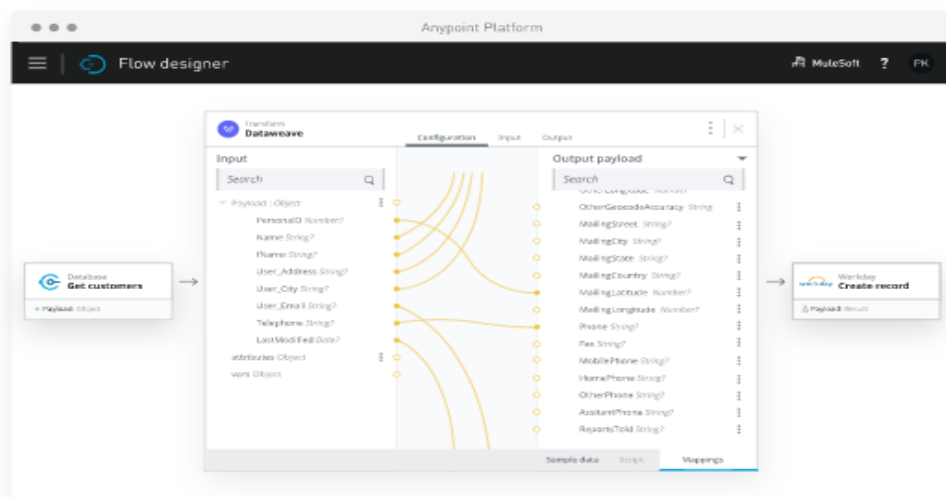 Anypoint Platform
Flow designer
MuleSoft ? PK
Transform
Dataweave
Configuration Input Output
Input
Search
Payload : Object
PersonalID Number?
Name String?
fName String?
User_Address String?
User_City String?
User_Email String?
Telephone String?
LastModified Date?
attributes Object
vars Object
Output payload
Search
OtherLongitude Number
OtherGeocodeAccuracy String
MailingStreet String?
MailingCity String?
MailingState String?
MailingCountry String?
MailingLatitude Number?
MailingLongitude Number?
Phone String?
Fax String?
MobilePhone String?
HomePhone String?
OtherPhone String?
AssitantPhone String?
ReportsToId String?
Sample data Script Mappings
Database
Get customers
+ Payload: Object
Workday
workday Create record
Payload: Result